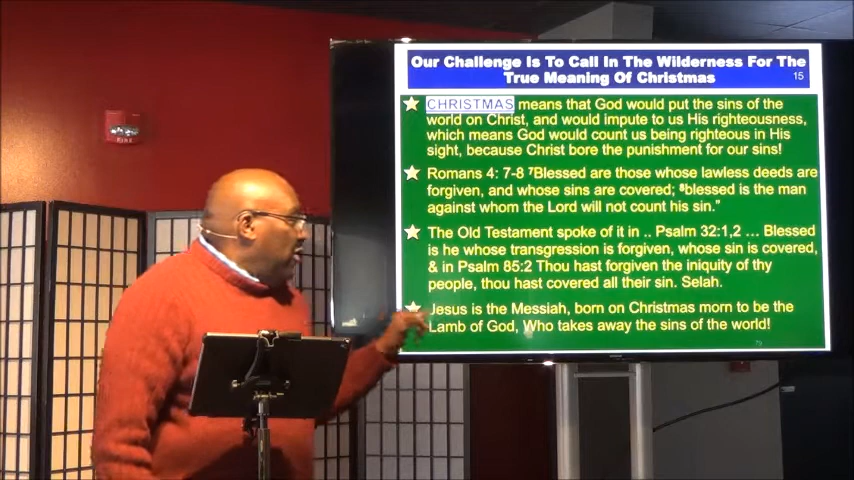 Our Challenge Is To Call In The Wilderness For The
True Meaning Of Christmas
15
CHRISTMAS means that God would put the sins of the
world on Christ, and would impute to us His righteousness,
which means God would count us being righteous in His
sight, because Christ bore the punishment for our sins!
Romans 4: 7-8 ⁷Blessed are those whose lawless deeds are
forgiven, and whose sins are covered; ⁸blessed is the man
against whom the Lord will not count his sin.”
The Old Testament spoke of it in .. Psalm 32:1,2 ... Blessed
is he whose transgression is forgiven, whose sin is covered,
& in Psalm 85:2 Thou hast forgiven the iniquity of thy
people, thou hast covered all their sin. Selah.
Jesus is the Messiah, born on Christmas morn to be the
Lamb of God, Who takes away the sins of the world!
FIRE